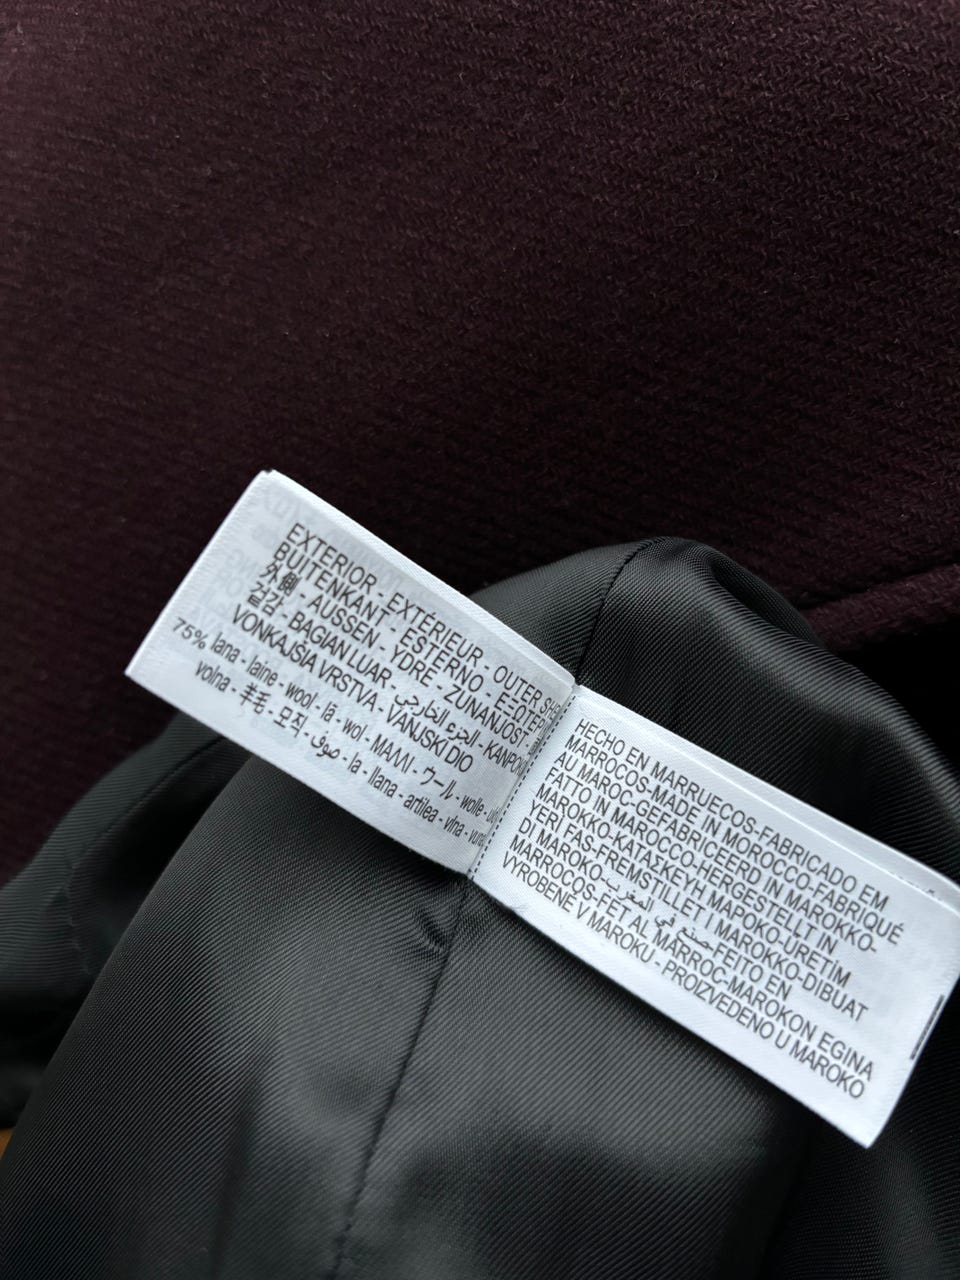 EXTERIOR - EXTÉRIEUR - OUTER
BUITENKANT - ESTERNO -
外側 - AUSSEN - YDRE - ZUNANJOST -
겉감 - BAGIAN LUAR - الجزء الخارجي -
VONKAJŠIA VRSTVA - VANJSKI DIO
75% lana - laine - wool - lã - wol - ΜΑΛΛΙ - ウール - wolle -
volna - 羊毛 - 모직 - صوف - la - llana - artilea - vlna -
HECHO EN MARRUECOS-FABRICADO EM
MARROCOS-MADE IN MOROCCO-FABRIQUÉ
AU MAROC-GEFABRICEERD IN MAROKKO-
FATTO IN MAROCCO-HERGESTELLT IN
MAROKKO-ΚΑΤΑΣΚΕΥΗ ΜΑΡΟΚΟ-ÜRETİM
YERİ FAS-FREMSTILLET I MAROKKO-DIBUAT
DI MAROKO-صنع في المغرب-FEITO EN
MARROCOS-FET AL MARROC-MAROKON EGINA
VYROBENÉ V MAROKU - PROIZVEDENO U MAROKO